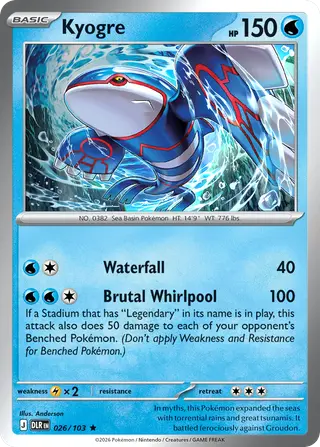 BASIC
Kyogre
HP 150
NO. 0382 Sea Basin Pokémon HT: 14'9" WT: 776 lbs.
Waterfall 40
Brutal Whirlpool 100
If a Stadium that has “Legendary” in its name is in play, this
attack also does 50 damage to each of your opponent's
Benched Pokémon. (Don't apply Weakness and Resistance
for Benched Pokémon.)
weakness ×2 resistance retreat
Illus. Anderson
J DLR EN 026/103 ★
In myths, this Pokémon expanded the seas
with torrential rains and great tsunamis. It
battled ferociously against Groudon.
©2026 Pokémon / Nintendo / Creatures / GAME FREAK